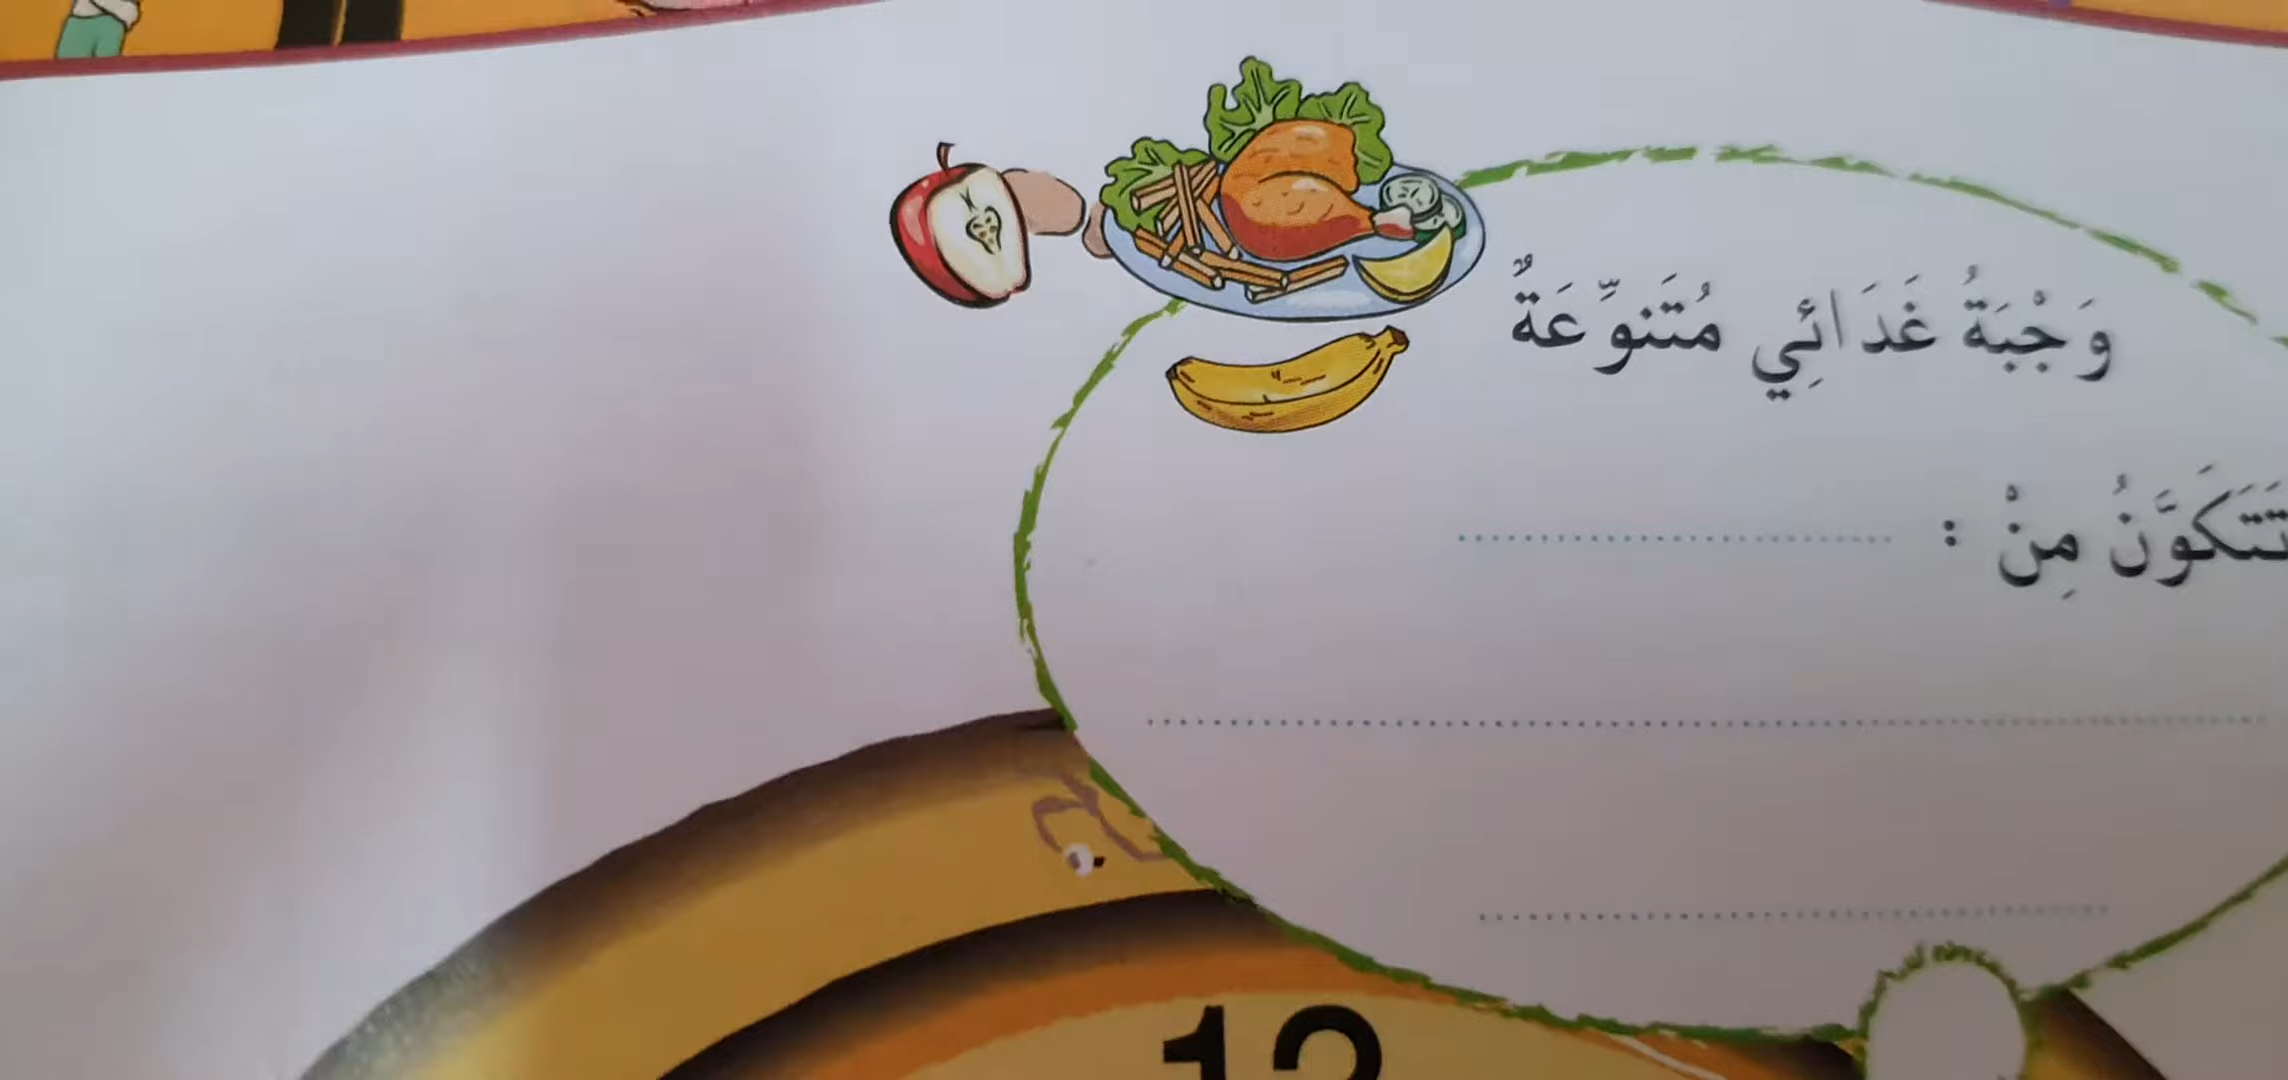 وَجْبَةُ غَدَائِي مُتَنوِّعَةٌ
تَتَكَوَّنُ مِنْ :
12